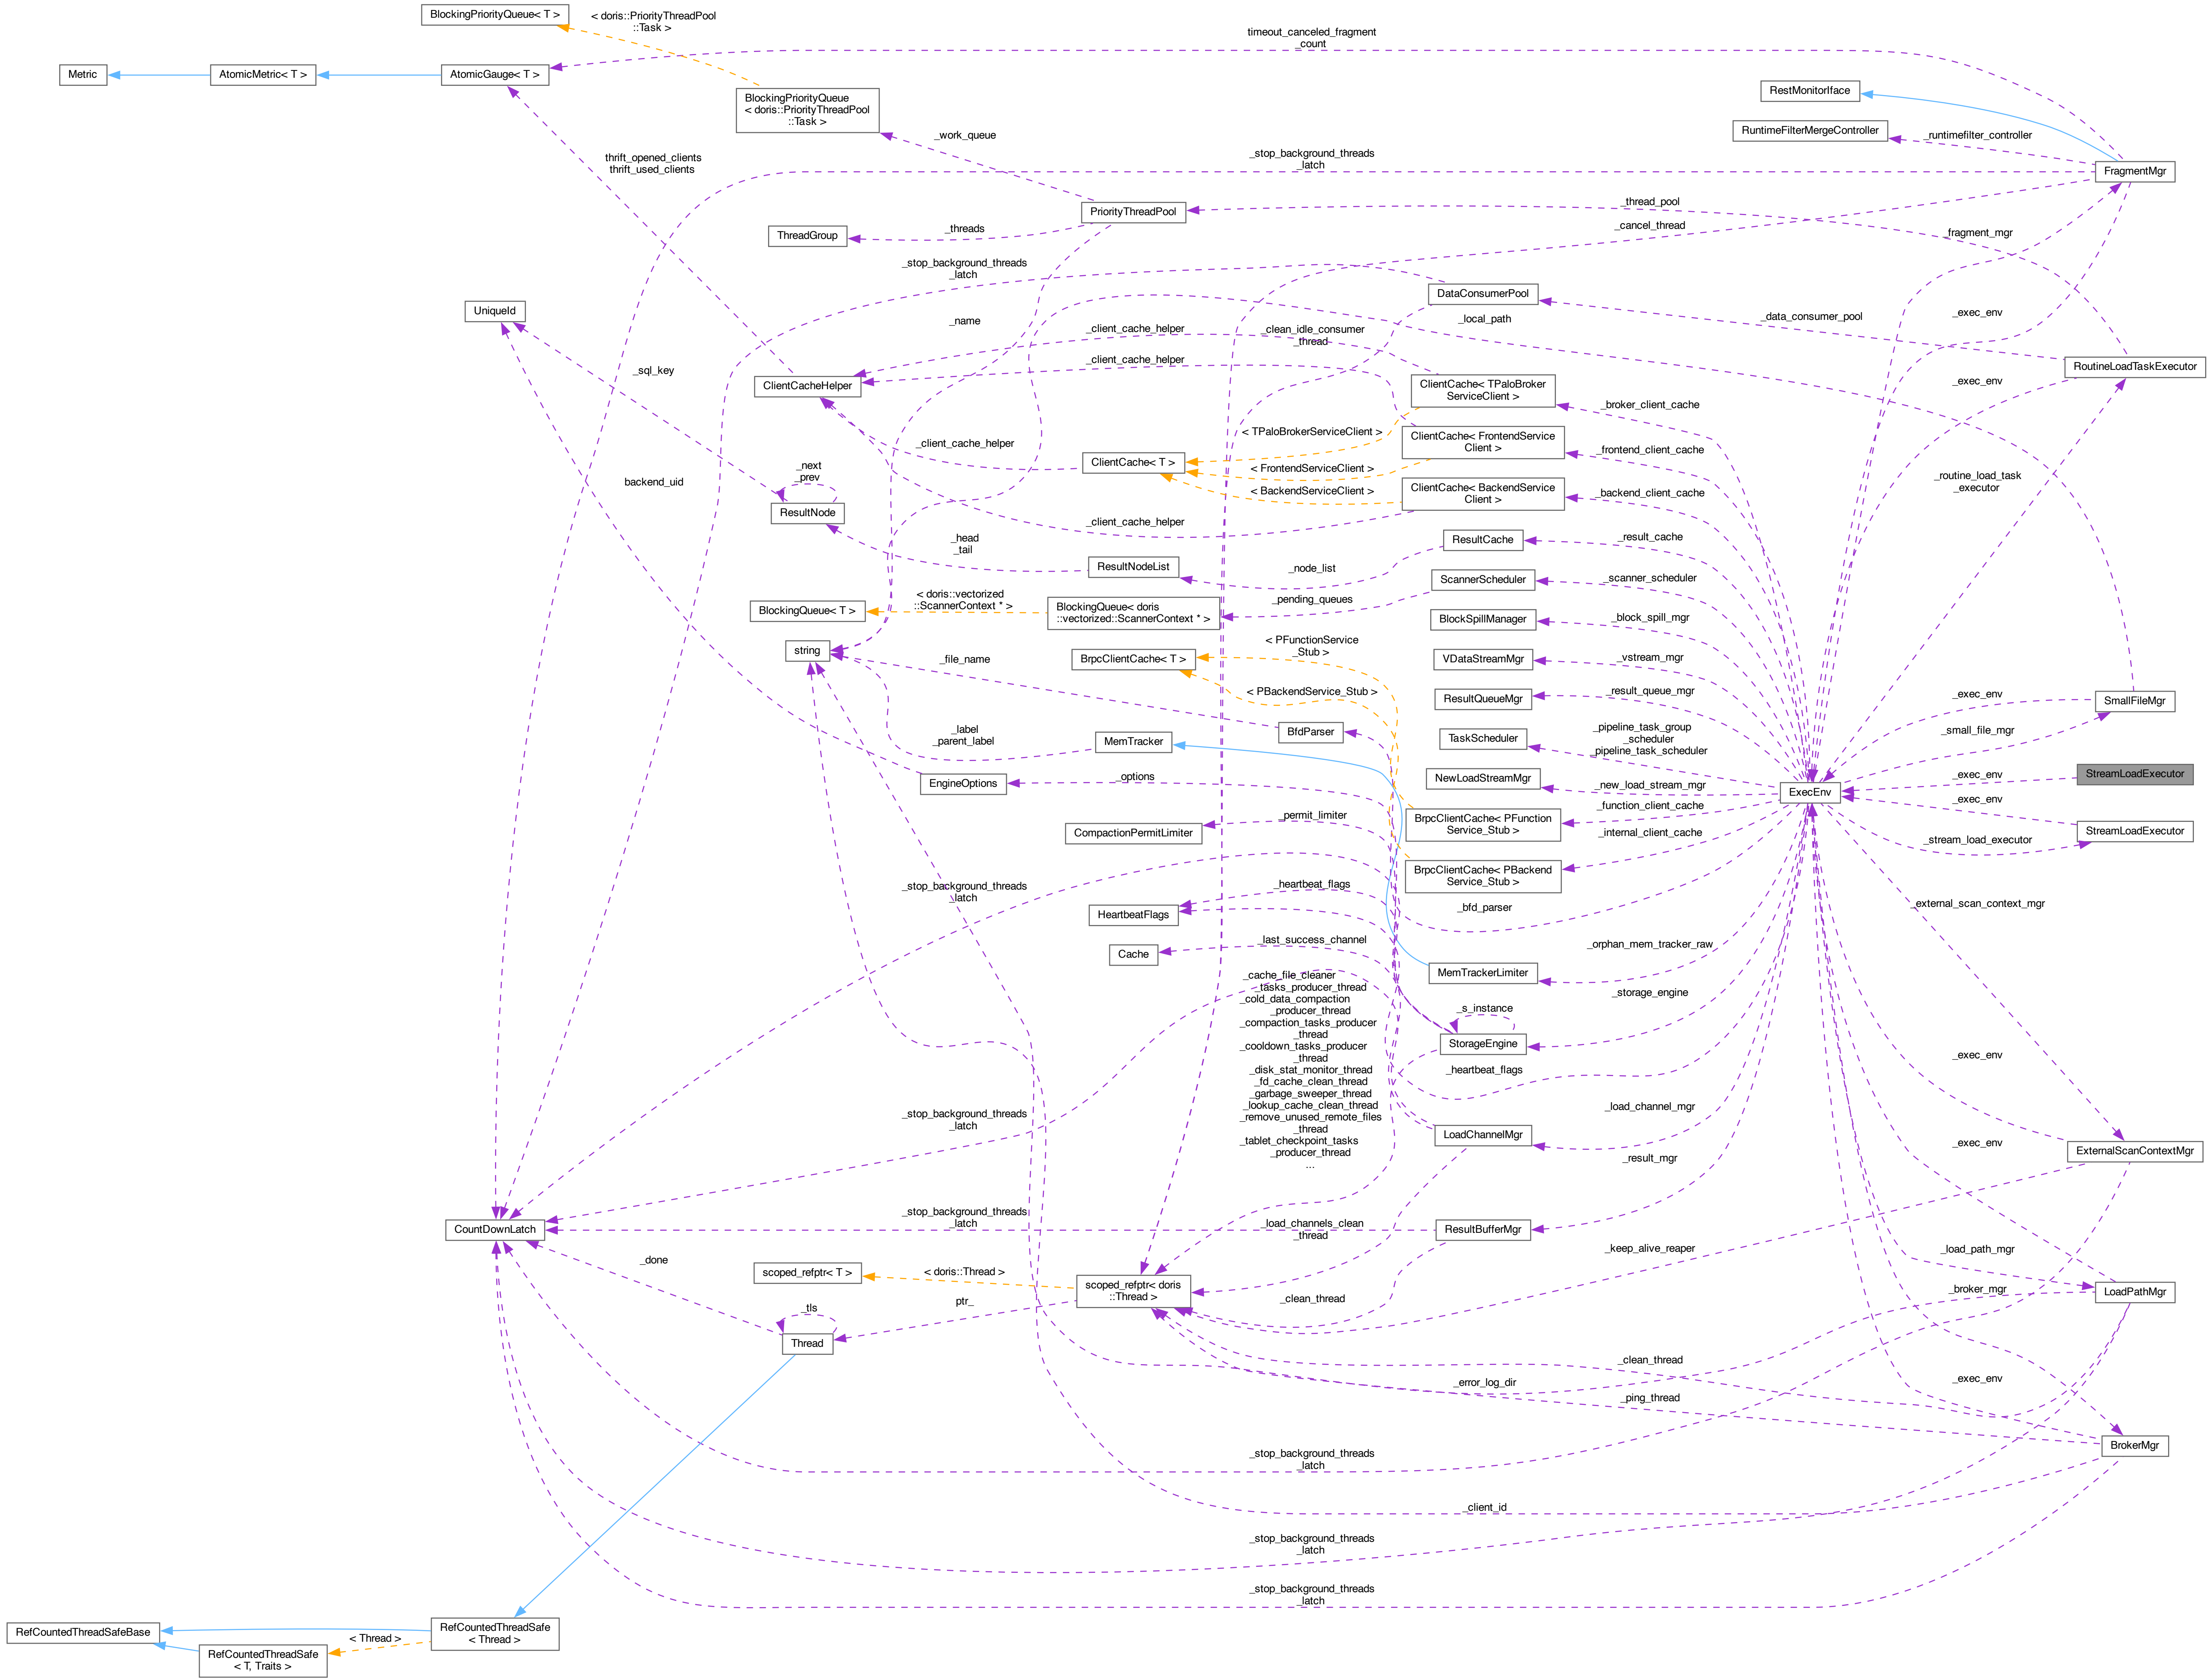 BlockingPriorityQueue< T >
< doris::PriorityThreadPool
::Task >
timeout_canceled_fragment
_count
Metric
AtomicMetric< T >
AtomicGauge< T >
RestMonitorIface
BlockingPriorityQueue
< doris::PriorityThreadPool
::Task >
RuntimeFilterMergeController
_runtimefilter_controller
_work_queue
thrift_opened_clients
thrift_used_clients
_stop_background_threads
_latch
FragmentMgr
PriorityThreadPool
_thread_pool
_cancel_thread
_fragment_mgr
ThreadGroup
_threads
_stop_background_threads
_latch
DataConsumerPool
UniqueId
_name
_local_path
_data_consumer_pool
_exec_env
_client_cache_helper
_clean_idle_consumer
_thread
_client_cache_helper
RoutineLoadTaskExecutor
_sql_key
ClientCacheHelper
ClientCache< TPaloBroker
ServiceClient >
_exec_env
_broker_client_cache
_client_cache_helper
< TPaloBrokerServiceClient >
ClientCache< FrontendService
Client >
_frontend_client_cache
ClientCache< T >
< FrontendServiceClient >
_next
_prev
backend_uid
< BackendServiceClient >
ClientCache< BackendService
Client >
_backend_client_cache
_routine_load_task
_executor
ResultNode
_client_cache_helper
_head
_tail
ResultCache
_result_cache
ResultNodeList
_node_list
ScannerScheduler
_scanner_scheduler
BlockingQueue< T >
< doris::vectorized
::ScannerContext * >
BlockingQueue< doris
::vectorized::ScannerContext * >
_pending_queues
BlockSpillManager
_block_spill_mgr
string
_file_name
BrpcClientCache< T >
< PFunctionService
_Stub >
VDataStreamMgr
_vstream_mgr
< PBackendService_Stub >
ResultQueueMgr
_result_queue_mgr
_exec_env
SmallFileMgr
_label
_parent_label
MemTracker
BfdParser
TaskScheduler
_pipeline_task_group
_scheduler
_pipeline_task_scheduler
_small_file_mgr
EngineOptions
_options
NewLoadStreamMgr
_new_load_stream_mgr
ExecEnv
_exec_env
StreamLoadExecutor
_exec_env
StreamLoadExecutor
CompactionPermitLimiter
_permit_limiter
BrpcClientCache< PFunction
Service_Stub >
_function_client_cache
_internal_client_cache
_stream_load_executor
_stop_background_threads
_latch
_heartbeat_flags
BrpcClientCache< PBackend
Service_Stub >
HeartbeatFlags
_bfd_parser
_external_scan_context_mgr
Cache
_last_success_channel
_orphan_mem_tracker_raw
MemTrackerLimiter
_cache_file_cleaner
_tasks_producer_thread
_cold_data_compaction
_producer_thread
_compaction_tasks_producer
_thread
_cooldown_tasks_producer
_thread
_disk_stat_monitor_thread
_fd_cache_clean_thread
_garbage_sweeper_thread
_lookup_cache_clean_thread
_remove_unused_remote_files
_thread
_tablet_checkpoint_tasks
_producer_thread
...
_storage_engine
_s_instance
StorageEngine
_heartbeat_flags
_exec_env
_stop_background_threads
_latch
_load_channel_mgr
LoadChannelMgr
_exec_env
ExternalScanContextMgr
_result_mgr
CountDownLatch
_stop_background_threads
_latch
_load_channels_clean
_thread
ResultBufferMgr
_keep_alive_reaper
_load_path_mgr
_done
scoped_refptr< T >
< doris::Thread >
scoped_refptr< doris
::Thread >
_clean_thread
_broker_mgr
LoadPathMgr
_tls
ptr_
Thread
_clean_thread
_error_log_dir
_ping_thread
_exec_env
BrokerMgr
_stop_background_threads
_latch
_client_id
_stop_background_threads
_latch
_stop_background_threads
_latch
RefCountedThreadSafeBase
< Thread >
RefCountedThreadSafe
< Thread >
RefCountedThreadSafe
< T, Traits >